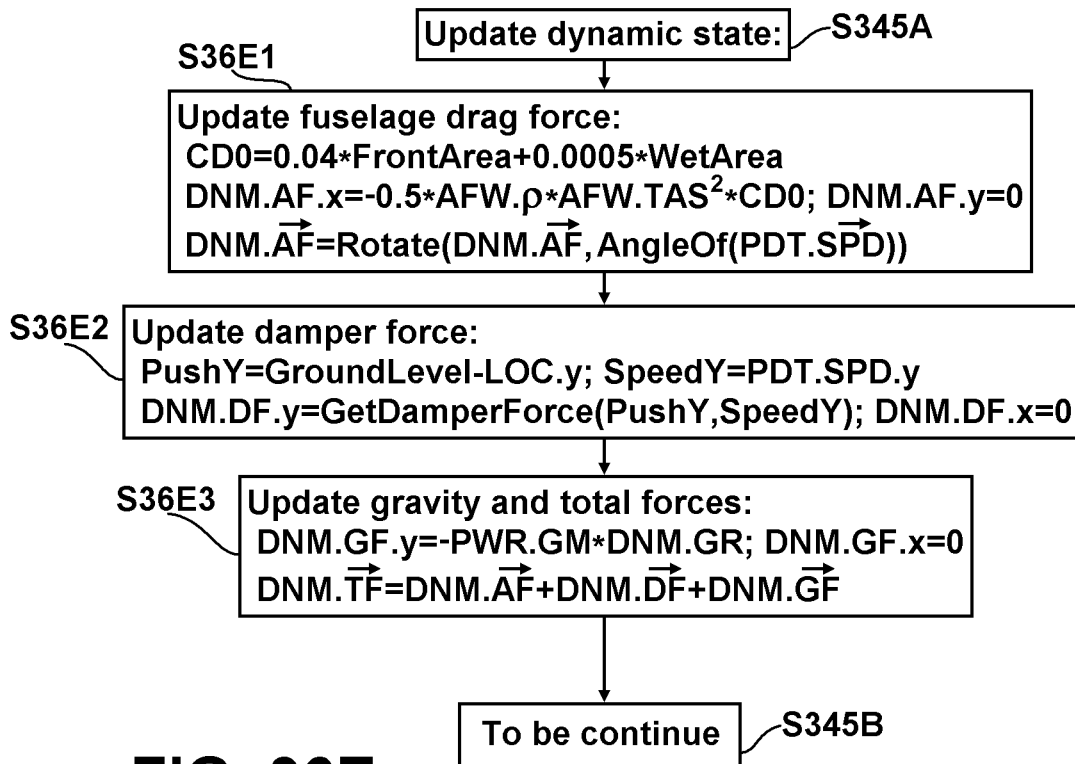 Update dynamic state:
S345A
S36E1
Update fuselage drag force:
CD0=0.04*FrontArea+0.0005*WetArea
DNM.AF.x=-0.5*AFW.ρ*AFW.TAS²*CD0; DNM.AF.y=0
DNM.AF=Rotate(DNM.AF,AngleOf(PDT.SPD))
S36E2
Update damper force:
PushY=GroundLevel-LOC.y; SpeedY=PDT.SPD.y
DNM.DF.y=GetDamperForce(PushY,SpeedY); DNM.DF.x=0
S36E3
Update gravity and total forces:
DNM.GF.y=-PWR.GM*DNM.GR; DNM.GF.x=0
DNM.TF=DNM.AF+DNM.DF+DNM.GF
To be continue
S345B